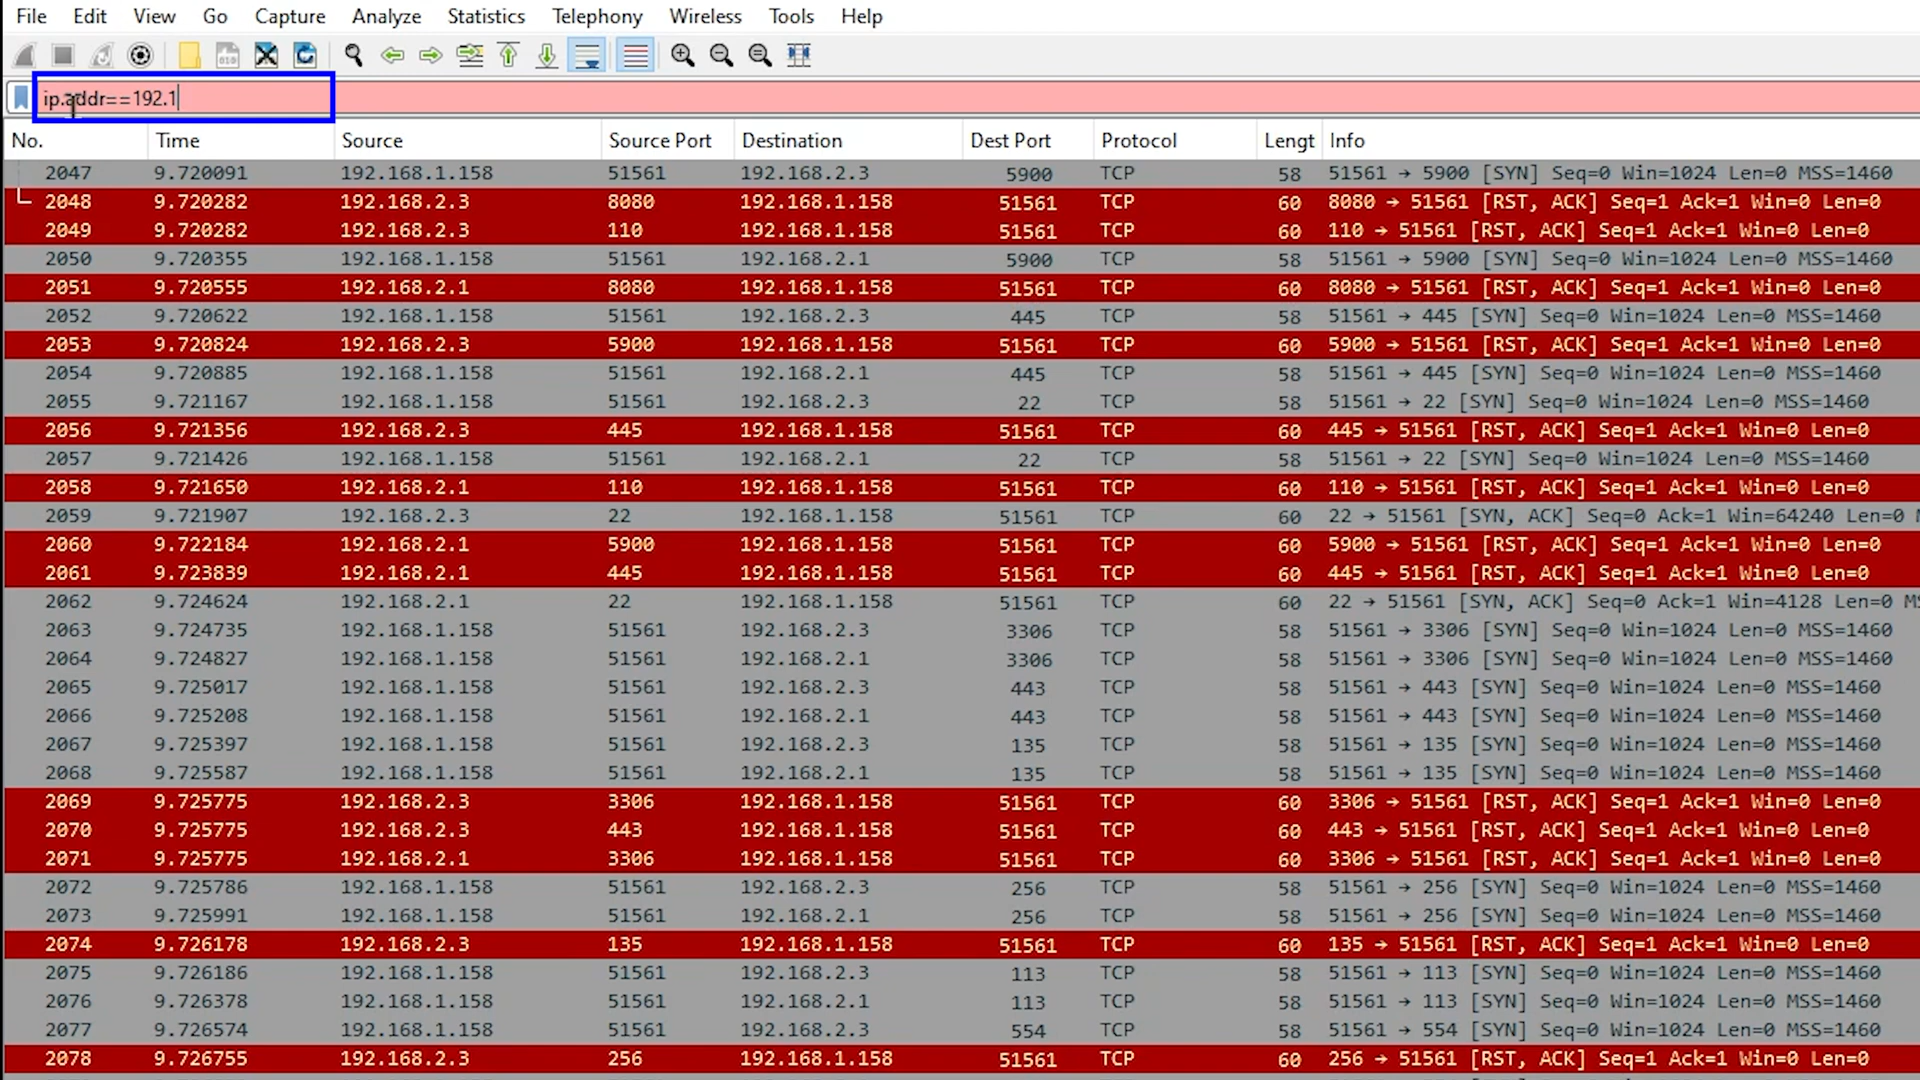 File Edit View Go Capture Analyze Statistics Telephony Wireless Tools Help
ip.addr==192.1
No. Time Source Source Port Destination Dest Port Protocol Lengt Info
2047 9.720091 192.168.1.158 51561 192.168.2.3 5900 TCP 58 51561 → 5900 [SYN] Seq=0 Win=1024 Len=0 MSS=1460
2048 9.720282 192.168.2.3 8080 192.168.1.158 51561 TCP 60 8080 → 51561 [RST, ACK] Seq=1 Ack=1 Win=0 Len=0
2049 9.720282 192.168.2.3 110 192.168.1.158 51561 TCP 60 110 → 51561 [RST, ACK] Seq=1 Ack=1 Win=0 Len=0
2050 9.720355 192.168.1.158 51561 192.168.2.1 5900 TCP 58 51561 → 5900 [SYN] Seq=0 Win=1024 Len=0 MSS=1460
2051 9.720555 192.168.2.1 8080 192.168.1.158 51561 TCP 60 8080 → 51561 [RST, ACK] Seq=1 Ack=1 Win=0 Len=0
2052 9.720622 192.168.1.158 51561 192.168.2.3 445 TCP 58 51561 → 445 [SYN] Seq=0 Win=1024 Len=0 MSS=1460
2053 9.720824 192.168.2.3 5900 192.168.1.158 51561 TCP 60 5900 → 51561 [RST, ACK] Seq=1 Ack=1 Win=0 Len=0
2054 9.720885 192.168.1.158 51561 192.168.2.1 445 TCP 58 51561 → 445 [SYN] Seq=0 Win=1024 Len=0 MSS=1460
2055 9.721167 192.168.1.158 51561 192.168.2.3 22 TCP 58 51561 → 22 [SYN] Seq=0 Win=1024 Len=0 MSS=1460
2056 9.721356 192.168.2.3 445 192.168.1.158 51561 TCP 60 445 → 51561 [RST, ACK] Seq=1 Ack=1 Win=0 Len=0
2057 9.721426 192.168.1.158 51561 192.168.2.1 22 TCP 58 51561 → 22 [SYN] Seq=0 Win=1024 Len=0 MSS=1460
2058 9.721650 192.168.2.1 110 192.168.1.158 51561 TCP 60 110 → 51561 [RST, ACK] Seq=1 Ack=1 Win=0 Len=0
2059 9.721907 192.168.2.3 22 192.168.1.158 51561 TCP 60 22 → 51561 [SYN, ACK] Seq=0 Ack=1 Win=64240 Len=0
2060 9.722184 192.168.2.1 5900 192.168.1.158 51561 TCP 60 5900 → 51561 [RST, ACK] Seq=1 Ack=1 Win=0 Len=0
2061 9.723839 192.168.2.1 445 192.168.1.158 51561 TCP 60 445 → 51561 [RST, ACK] Seq=1 Ack=1 Win=0 Len=0
2062 9.724624 192.168.2.1 22 192.168.1.158 51561 TCP 60 22 → 51561 [SYN, ACK] Seq=0 Ack=1 Win=4128 Len=0 M
2063 9.724735 192.168.1.158 51561 192.168.2.3 3306 TCP 58 51561 → 3306 [SYN] Seq=0 Win=1024 Len=0 MSS=1460
2064 9.724827 192.168.1.158 51561 192.168.2.1 3306 TCP 58 51561 → 3306 [SYN] Seq=0 Win=1024 Len=0 MSS=1460
2065 9.725017 192.168.1.158 51561 192.168.2.3 443 TCP 58 51561 → 443 [SYN] Seq=0 Win=1024 Len=0 MSS=1460
2066 9.725208 192.168.1.158 51561 192.168.2.1 443 TCP 58 51561 → 443 [SYN] Seq=0 Win=1024 Len=0 MSS=1460
2067 9.725397 192.168.1.158 51561 192.168.2.3 135 TCP 58 51561 → 135 [SYN] Seq=0 Win=1024 Len=0 MSS=1460
2068 9.725587 192.168.1.158 51561 192.168.2.1 135 TCP 58 51561 → 135 [SYN] Seq=0 Win=1024 Len=0 MSS=1460
2069 9.725775 192.168.2.3 3306 192.168.1.158 51561 TCP 60 3306 → 51561 [RST, ACK] Seq=1 Ack=1 Win=0 Len=0
2070 9.725775 192.168.2.3 443 192.168.1.158 51561 TCP 60 443 → 51561 [RST, ACK] Seq=1 Ack=1 Win=0 Len=0
2071 9.725775 192.168.2.1 3306 192.168.1.158 51561 TCP 60 3306 → 51561 [RST, ACK] Seq=1 Ack=1 Win=0 Len=0
2072 9.725786 192.168.1.158 51561 192.168.2.3 256 TCP 58 51561 → 256 [SYN] Seq=0 Win=1024 Len=0 MSS=1460
2073 9.725991 192.168.1.158 51561 192.168.2.1 256 TCP 58 51561 → 256 [SYN] Seq=0 Win=1024 Len=0 MSS=1460
2074 9.726178 192.168.2.3 135 192.168.1.158 51561 TCP 60 135 → 51561 [RST, ACK] Seq=1 Ack=1 Win=0 Len=0
2075 9.726186 192.168.1.158 51561 192.168.2.3 113 TCP 58 51561 → 113 [SYN] Seq=0 Win=1024 Len=0 MSS=1460
2076 9.726378 192.168.1.158 51561 192.168.2.1 113 TCP 58 51561 → 113 [SYN] Seq=0 Win=1024 Len=0 MSS=1460
2077 9.726574 192.168.1.158 51561 192.168.2.3 554 TCP 58 51561 → 554 [SYN] Seq=0 Win=1024 Len=0 MSS=1460
2078 9.726755 192.168.2.3 256 192.168.1.158 51561 TCP 60 256 → 51561 [RST, ACK] Seq=1 Ack=1 Win=0 Len=0